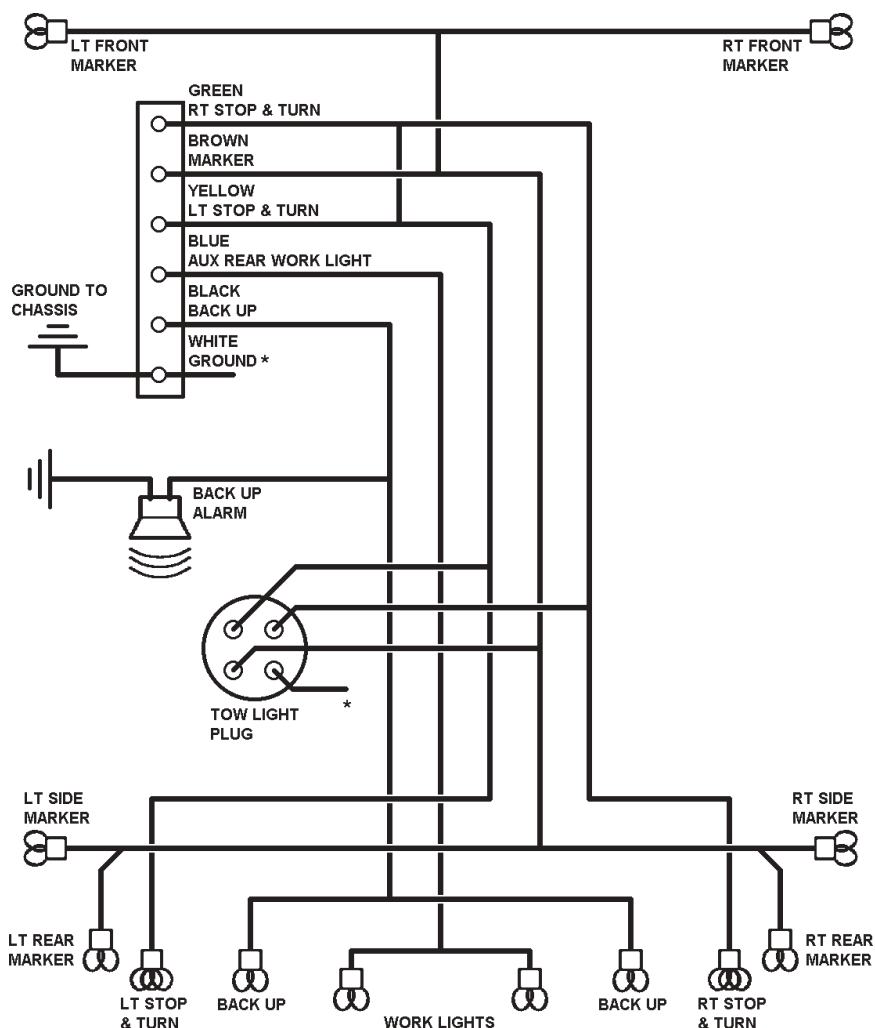 LT FRONT
MARKER
RT FRONT
MARKER
GREEN
RT STOP & TURN
BROWN
MARKER
YELLOW
LT STOP & TURN
BLUE
AUX REAR WORK LIGHT
BLACK
BACK UP
WHITE
GROUND *
GROUND TO
CHASSIS
BACK UP
ALARM
*
TOW LIGHT
PLUG
LT SIDE
MARKER
RT SIDE
MARKER
LT REAR
MARKER
RT REAR
MARKER
LT STOP
& TURN
BACK UP
WORK LIGHTS
BACK UP
RT STOP
& TURN